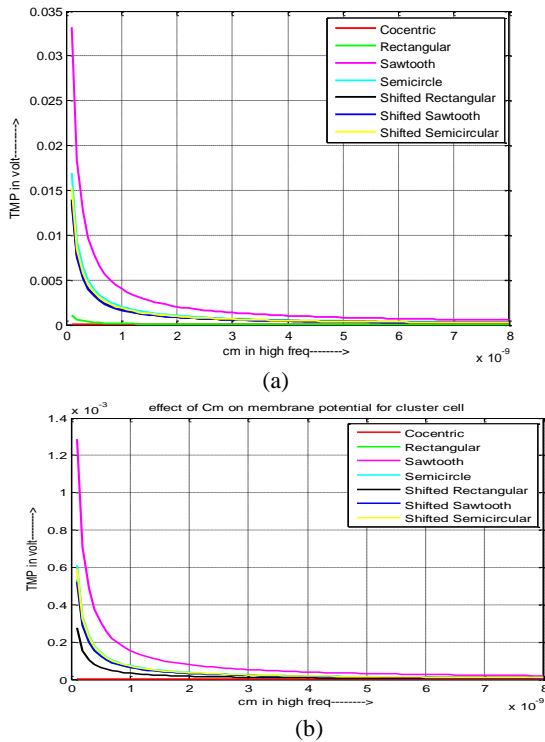 0.035
0.03
0.025
0.02
0.015
0.01
0.005
0
TMP in volt-------->
Cocentric
Rectangular
Sawtooth
Semicircle
Shifted Rectangular
Shifted Sawtooth
Shifted Semicircular
0 1 2 3 4 5 6 7 8
x 10-9
cm in high freq-------->
(a)
effect of Cm on membrane potential for cluster cell
x 10-3
1.4
1.2
1
0.8
0.6
0.4
0.2
0
TMP in volt-------->
Cocentric
Rectangular
Sawtooth
Semicircle
Shifted Rectangular
Shifted Sawtooth
Shifted Semicircular
0 1 2 3 4 5 6 7 8
x 10-9
cm in high freq-------->
(b)